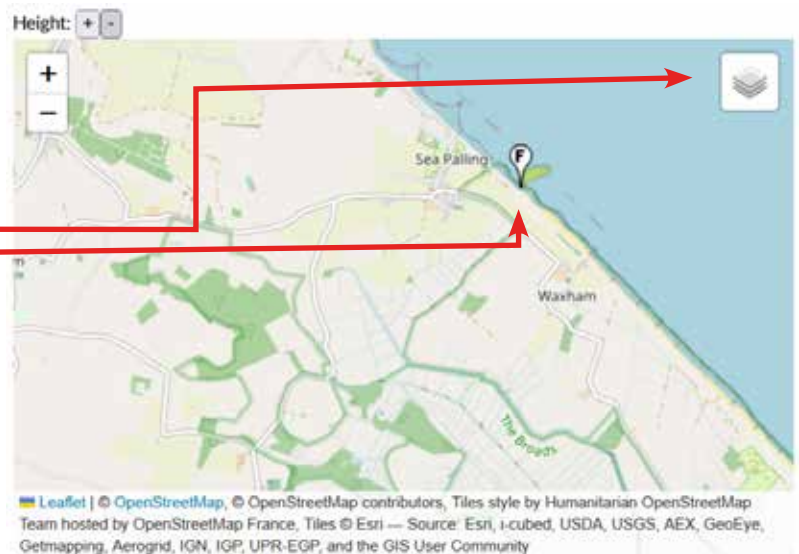 Height: + -
+
−
Sea Palling
F
Waxham
m
The Broads
Leaflet | © OpenStreetMap, © OpenStreetMap contributors, Tiles style by Humanitarian OpenStreetMap
Team hosted by OpenStreetMap France, Tiles © Esri — Source: Esri, i-cubed, USDA, USGS, AEX, GeoEye,
Getmapping, Aerogrid, IGN, IGP, UPR-EGP, and the GIS User Community